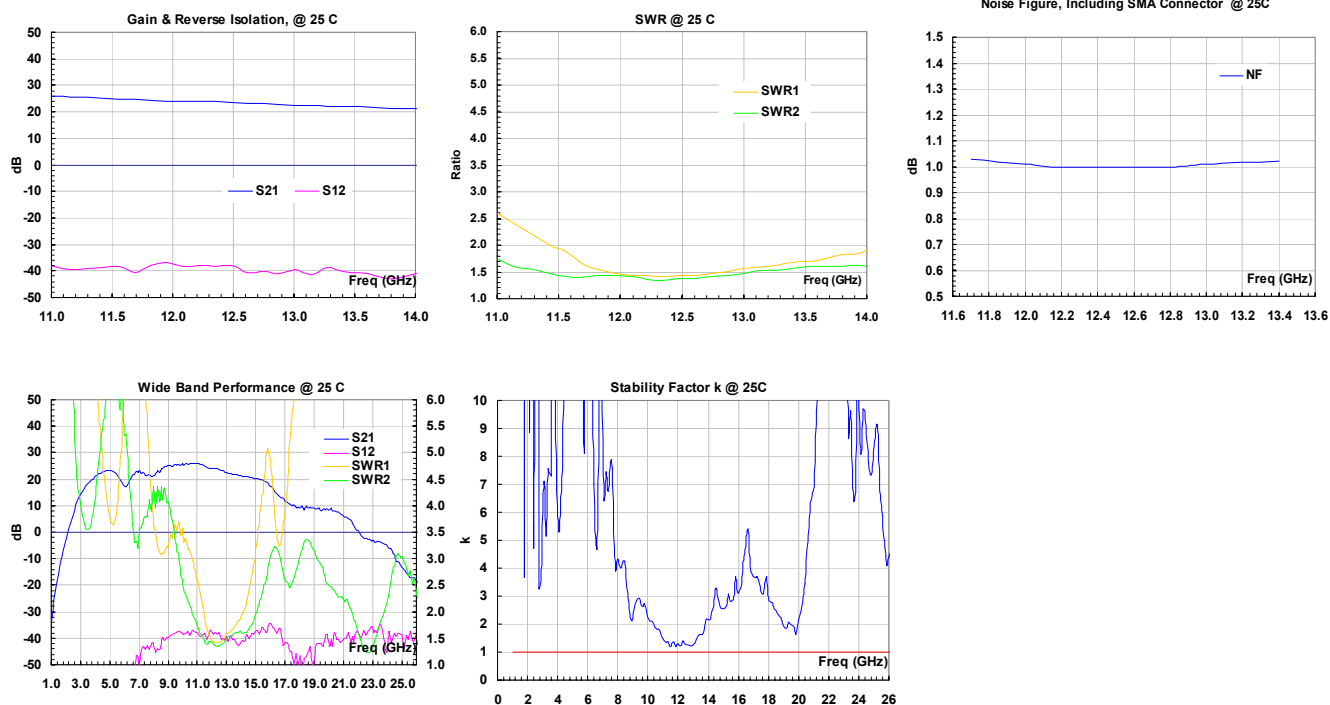 Gain & Reverse Isolation, @ 25 C
50
40
30
20
10
0
-10
-20
-30
-40
-50
dB
S21
S12
Freq (GHz)
11.0 11.5 12.0 12.5 13.0 13.5 14.0
SWR @ 25 C
6.0
5.5
5.0
4.5
4.0
3.5
3.0
2.5
2.0
1.5
1.0
Ratio
SWR1
SWR2
Freq (GHz)
11.0 11.5 12.0 12.5 13.0 13.5 14.0
Noise Figure, Including SMA Connector @ 25C
1.5
1.4
1.3
1.2
1.1
1.0
0.9
0.8
0.7
0.6
0.5
dB
NF
Freq (GHz)
11.6 11.8 12.0 12.2 12.4 12.6 12.8 13.0 13.2 13.4 13.6
Wide Band Performance @ 25 C
50
40
30
20
10
0
-10
-20
-30
-40
-50
dB
S21
S12
SWR1
SWR2
6.0
5.5
5.0
4.5
4.0
3.5
3.0
2.5
2.0
1.5
1.0
Freq (GHz)
1.0 3.0 5.0 7.0 9.0 11.0 13.0 15.0 17.0 19.0 21.0 23.0 25.0
Stability Factor k @ 25C
10
9
8
7
6
5
4
3
2
1
0
k
Freq (GHz)
0 2 4 6 8 10 12 14 16 18 20 22 24 26